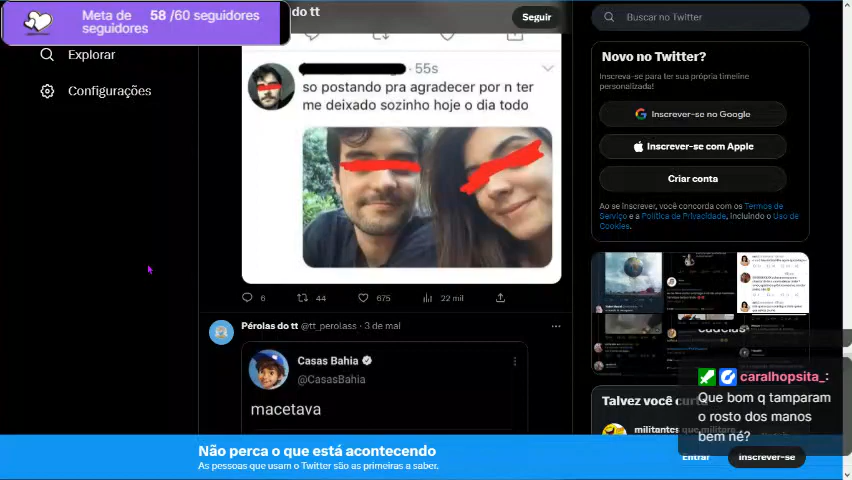 Meta de seguidores
58 /60 seguidores
do tt
Seguir
Buscar no Twitter
Explorar
Configurações
· 55s
so postando pra agradecer por n ter
me deixado sozinho hoje o dia todo
6
44
675
22 mil
Pérolas do tt @tt_perolass · 3 de mai
Casas Bahia
@CasasBahia
macetava
Novo no Twitter?
Inscreva-se para ter sua própria timeline
personalizada!
Inscrever-se no Google
Inscrever-se com Apple
Criar conta
Ao se inscrever, você concorda com os Termos de
Serviço e a Política de Privacidade, incluindo o Uso de
Cookies.
Talvez você curta
militantes que militam
caralhopsita_:
Que bom q tamparam
o rosto dos manos
bem né?
Não perca o que está acontecendo
As pessoas que usam o Twitter são as primeiras a saber.
Entrar
Inscrever-se